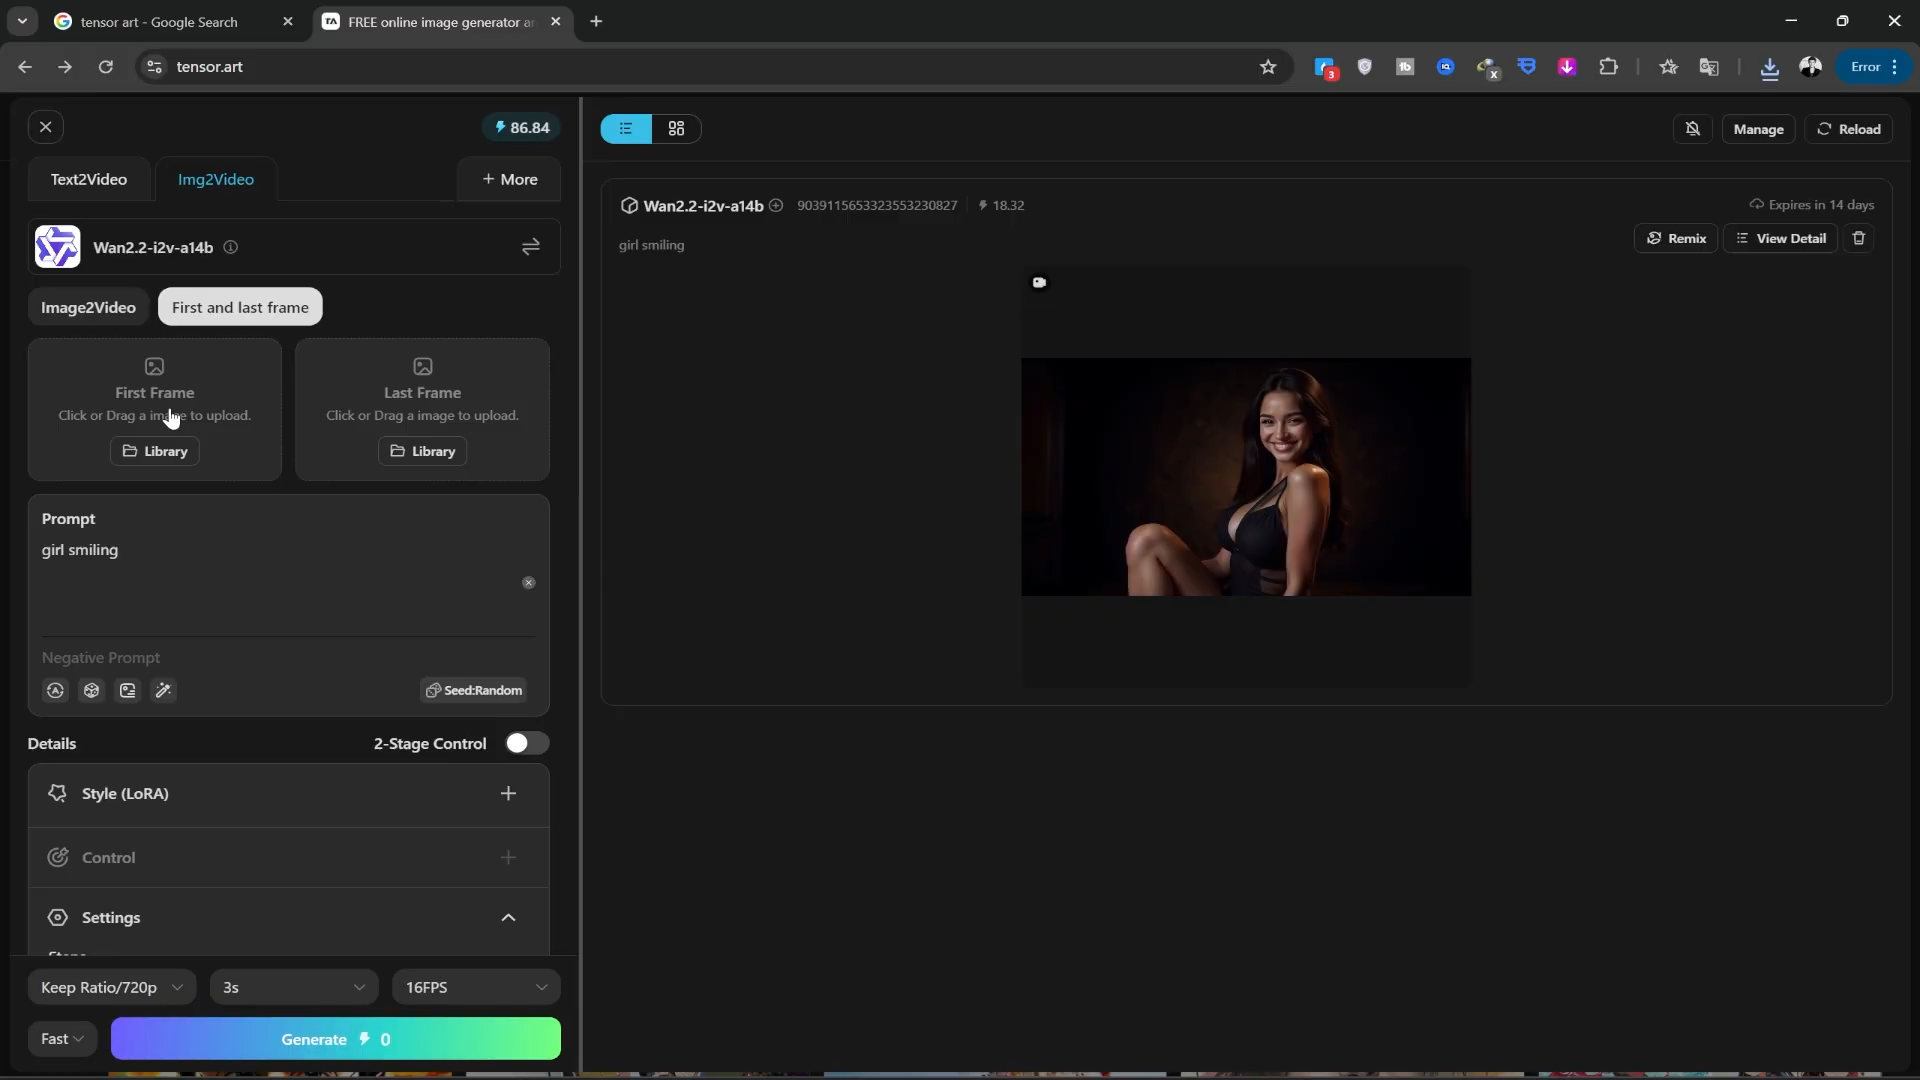 tensor art - Google Search
TA
FREE online image generator a
tensor.art
3
tb
x
Error
86.84
Manage
Reload
Text2Video
Img2Video
+ More
Wan2.2-i2v-a14b
Wan2.2-i2v-a14b
903911565332355323082­7
18.32
Expires in 14 days
girl smiling
Remix
View Detail
Image2Video
First and last frame
First Frame
Last Frame
Click or Drag a image to upload.
Click or Drag a image to upload.
Library
Library
Prompt
girl smiling
Negative Prompt
Seed:Random
Details
2-Stage Control
Style (LoRA)
Control
Settings
Steps
Keep Ratio/720p
3s
16FPS
Fast
Generate
0